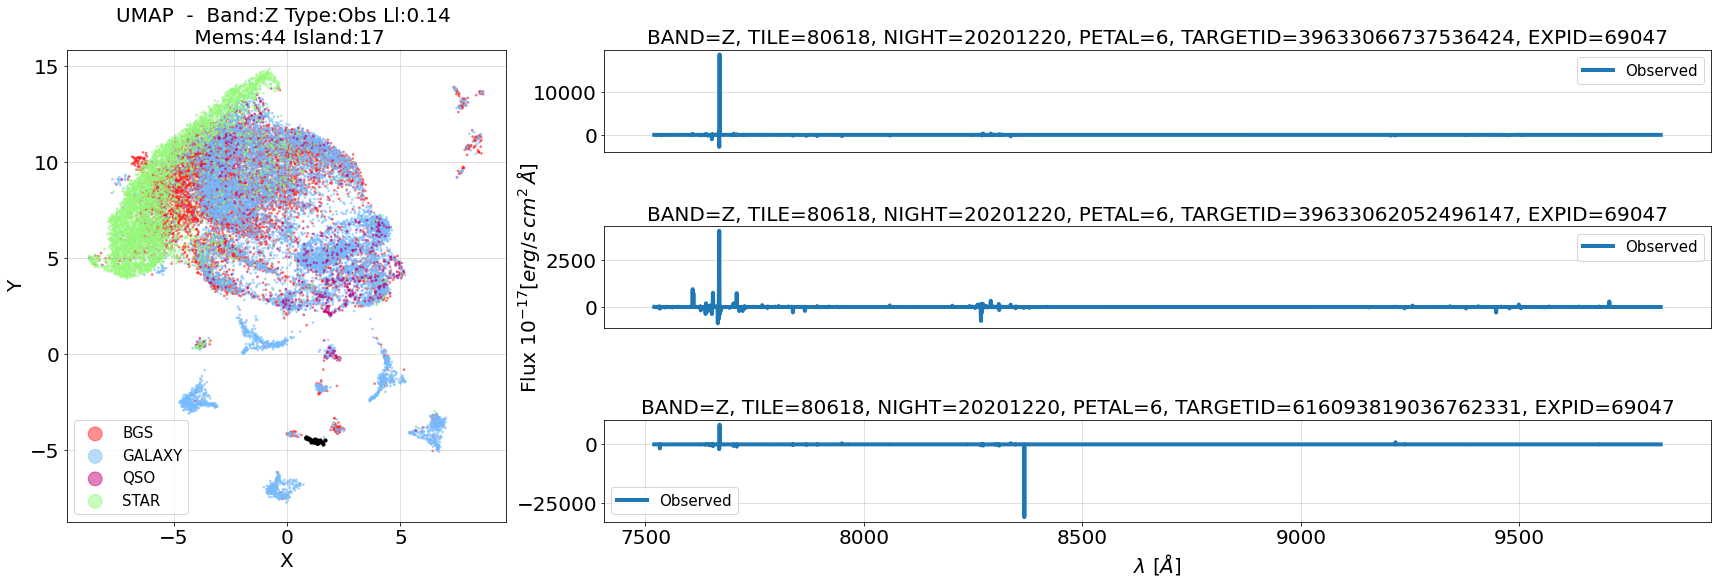 UMAP  -  Band:Z Type:Obs Ll:0.14
Mems:44 Island:17
15
10
5
0
−5
Y
BGS
GALAXY
QSO
STAR
−5
0
5
X
BAND=Z, TILE=80618, NIGHT=20201220, PETAL=6, TARGETID=39633066737536424, EXPID=69047
10000
0
Observed
BAND=Z, TILE=80618, NIGHT=20201220, PETAL=6, TARGETID=39633062052496147, EXPID=69047
2500
0
Observed
Flux 10⁻¹⁷[erg/s cm² Å]
BAND=Z, TILE=80618, NIGHT=20201220, PETAL=6, TARGETID=616093819036762331, EXPID=69047
0
−25000
Observed
7500
8000
8500
9000
9500
λ [Å]